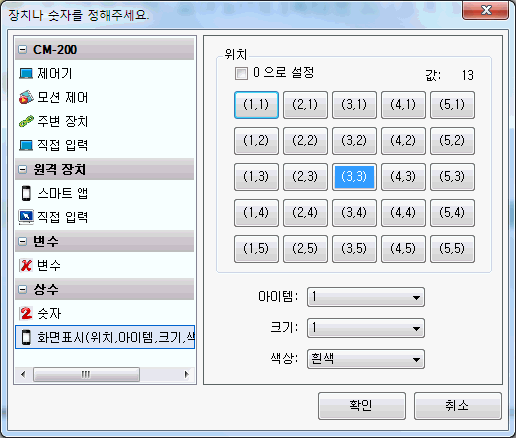 장치나 숫자를 정해주세요.
CM-200
제어기
모션 제어
주변 장치
직접 입력
원격 장치
스마트 앱
직접 입력
변수
변수
상수
숫자
화면표시(위치,아이템,크기,색
위치
0 으로 설정 값: 13
(1,1) (2,1) (3,1) (4,1) (5,1)
(1,2) (2,2) (3,2) (4,2) (5,2)
(1,3) (2,3) (3,3) (4,3) (5,3)
(1,4) (2,4) (3,4) (4,4) (5,4)
(1,5) (2,5) (3,5) (4,5) (5,5)
아이템: 1
크기: 1
색상: 흰색
확인 취소